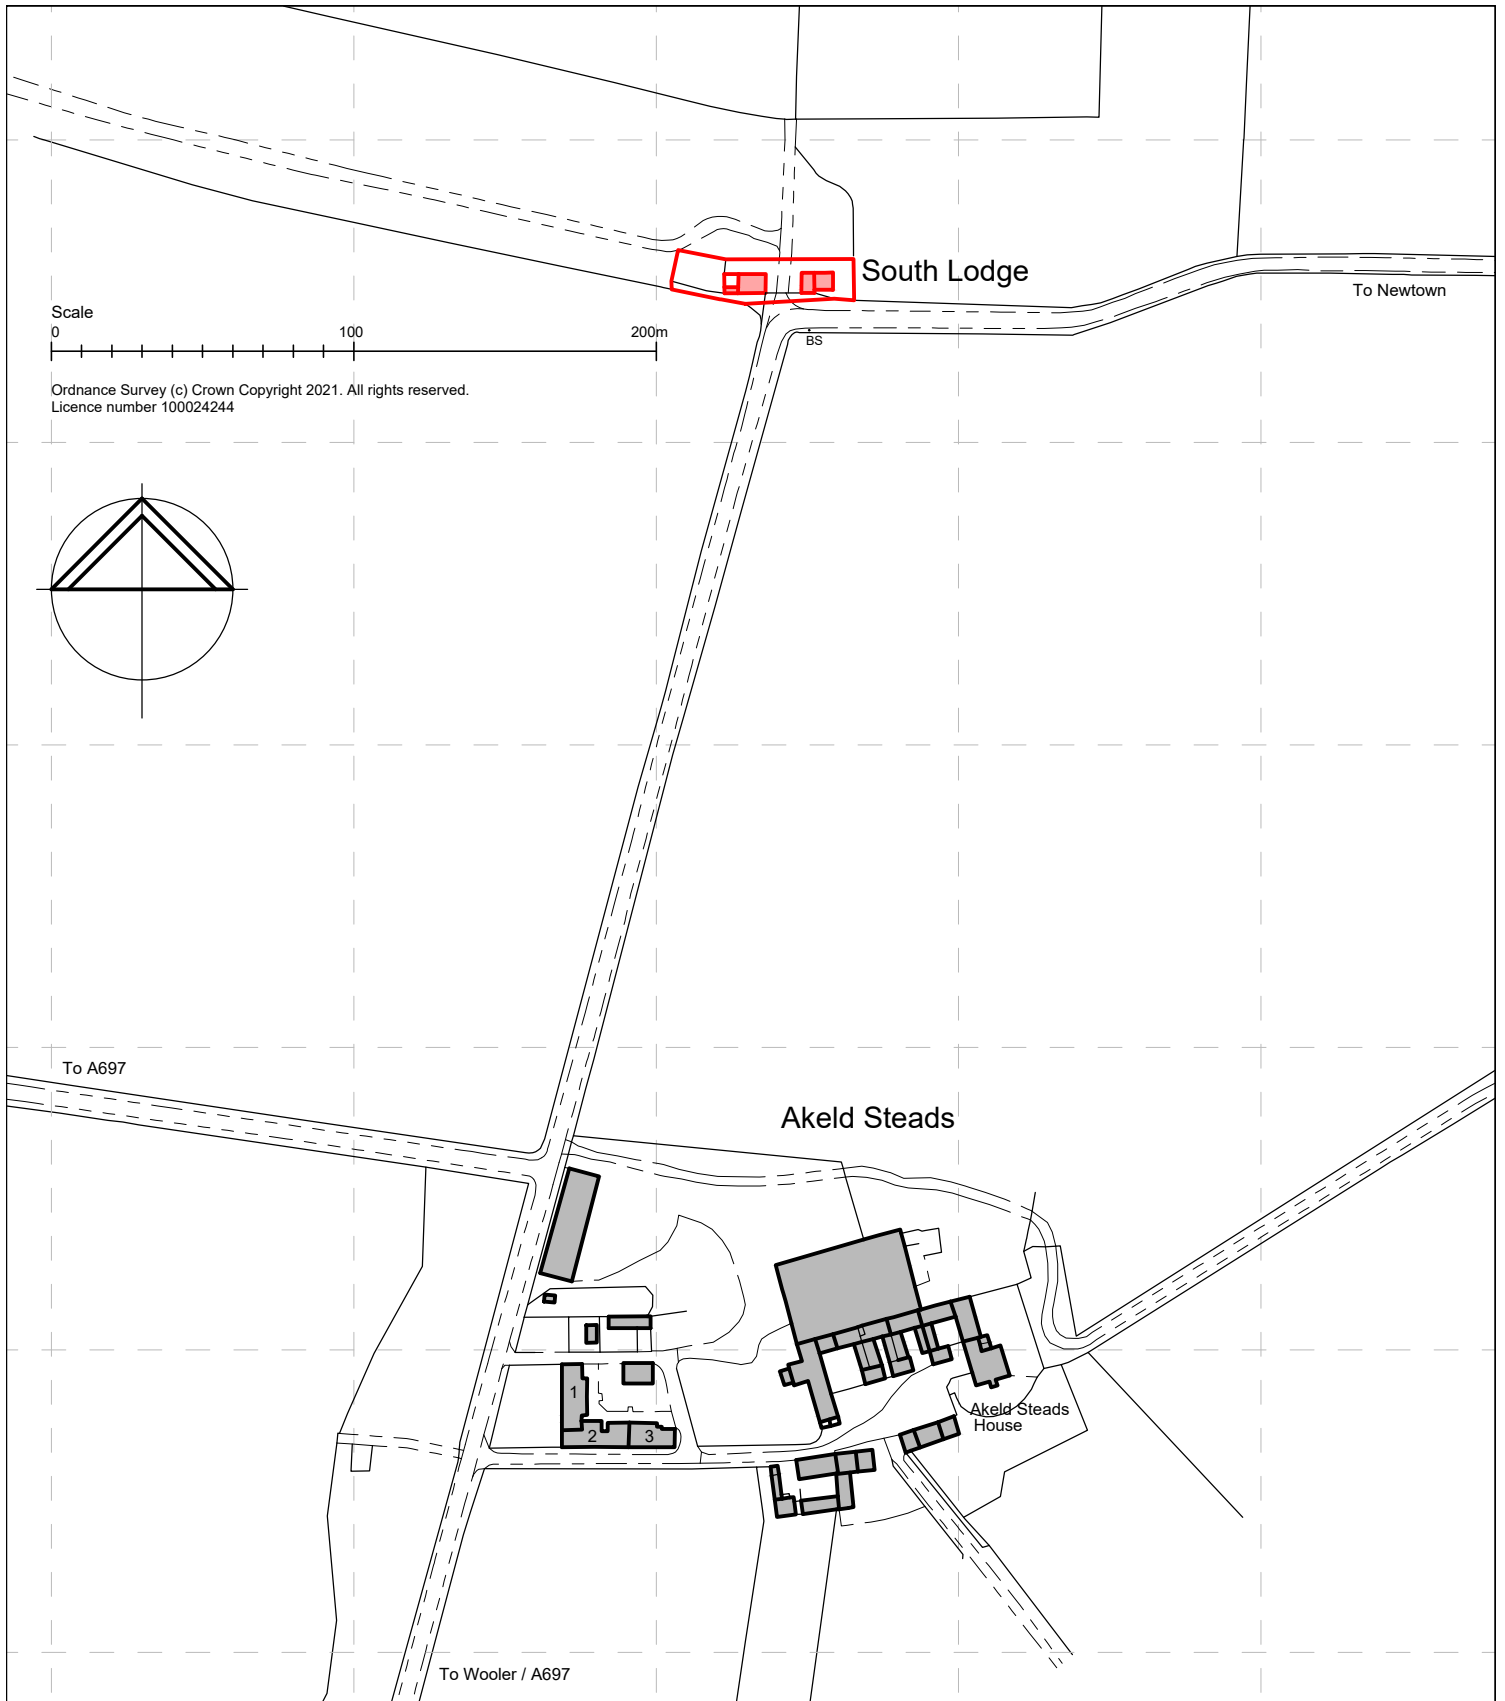 South Lodge
To Newtown
Scale
0 100 200m
BS
Ordnance Survey (c) Crown Copyright 2021. All rights reserved.
Licence number 100024244
To A697
Akeld Steads
1
2 3
Akeld Steads
House
To Wooler / A697